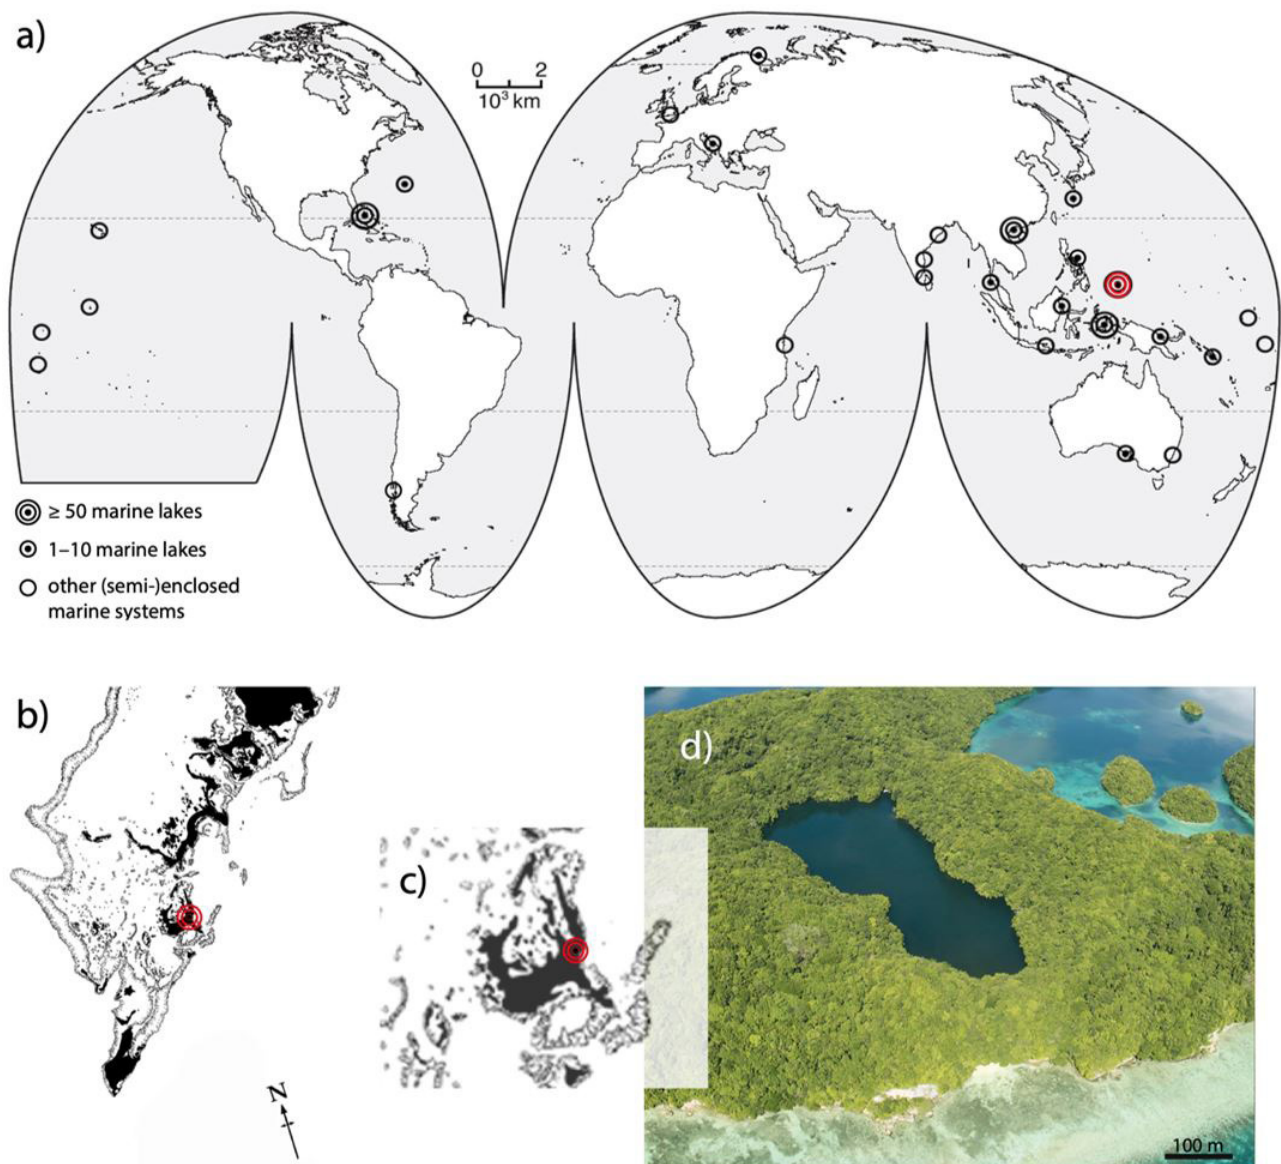 a)
0 2
10³ km
≥ 50 marine lakes
1–10 marine lakes
other (semi-)enclosed
marine systems
b)
c)
d)
N
100 m